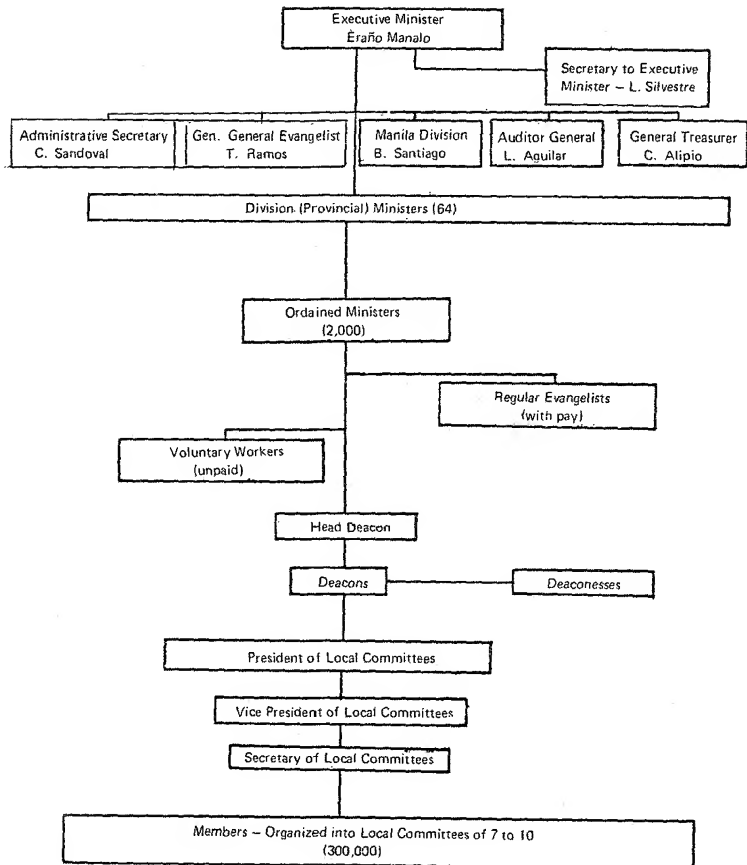 Executive Minister
Èraño Manalo
Secretary to Executive
Minister – L. Silvestre
Administrative Secretary
C. Sandoval
Gen. General Evangelist
T. Ramos
Manila Division
B. Santiago
Auditor General
L. Aguilar
General Treasurer
C. Alipio
Division (Provincial) Ministers (64)
Ordained Ministers
(2,000)
Regular Evangelists
(with pay)
Voluntary Workers
(unpaid)
Head Deacon
Deacons
Deaconesses
President of Local Committees
Vice President of Local Committees
Secretary of Local Committees
Members – Organized into Local Committees of 7 to 10
(300,000)